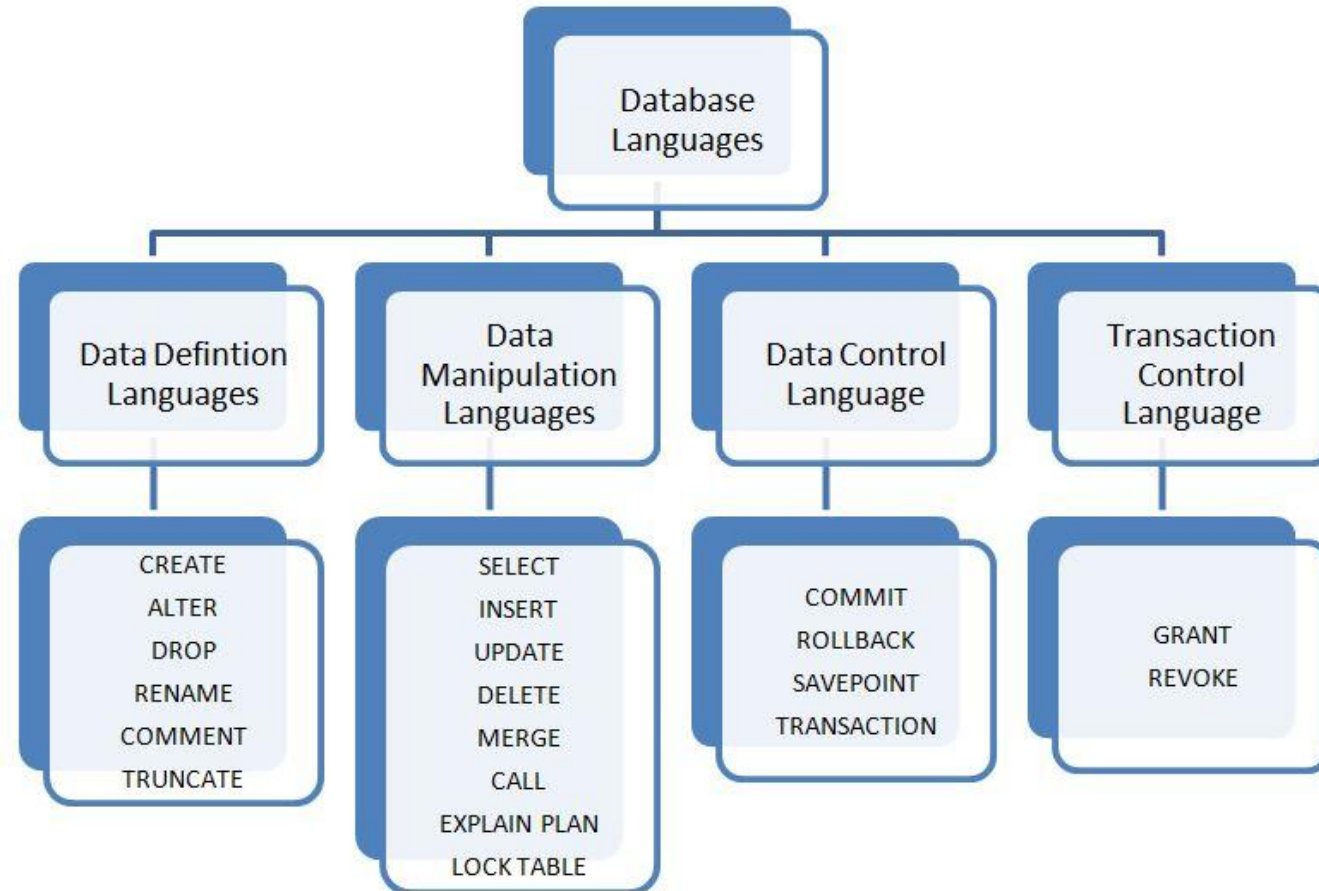 Database
Languages
Data Defintion
Languages
Data
Manipulation
Languages
Data Control
Language
Transaction
Control
Language
CREATE
ALTER
DROP
RENAME
COMMENT
TRUNCATE
SELECT
INSERT
UPDATE
DELETE
MERGE
CALL
EXPLAIN PLAN
LOCK TABLE
COMMIT
ROLLBACK
SAVEPOINT
TRANSACTION
GRANT
REVOKE